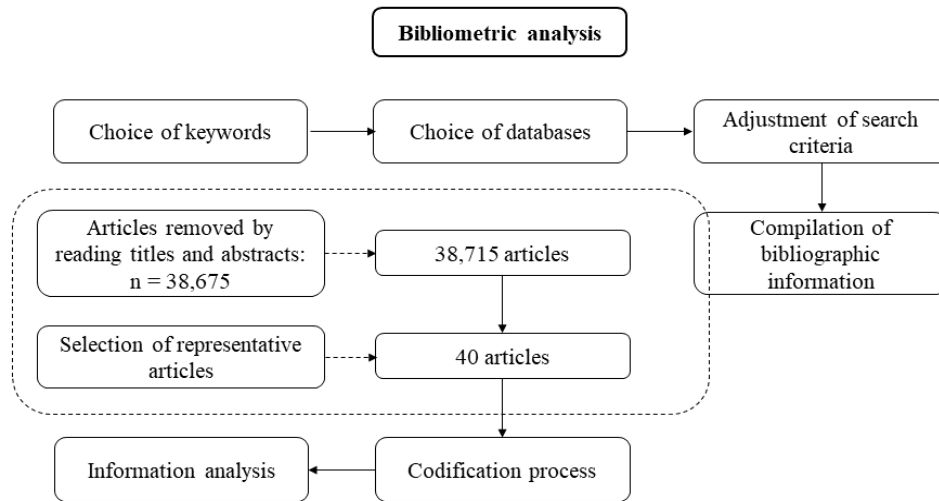 Bibliometric analysis
Choice of keywords
Choice of databases
Adjustment of search
criteria
Articles removed by
reading titles and abstracts:
n = 38,675
38,715 articles
Compilation of
bibliographic
information
Selection of representative
articles
40 articles
Information analysis
Codification process